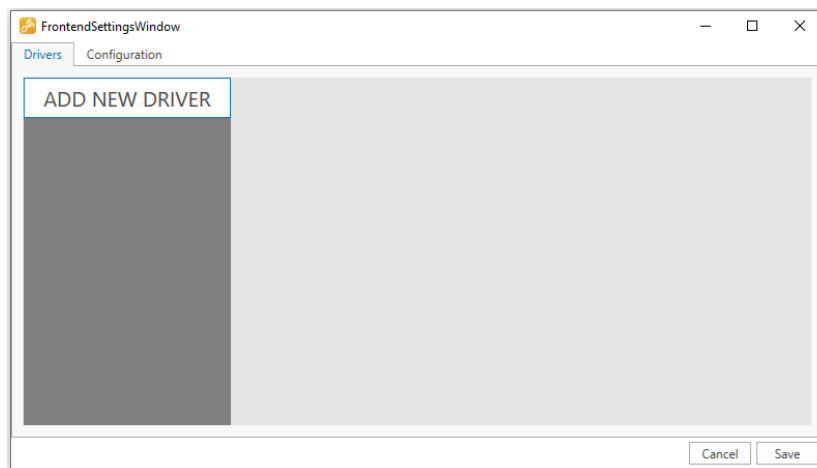 FrontendSettingsWindow
Drivers Configuration
ADD NEW DRIVER
Cancel Save